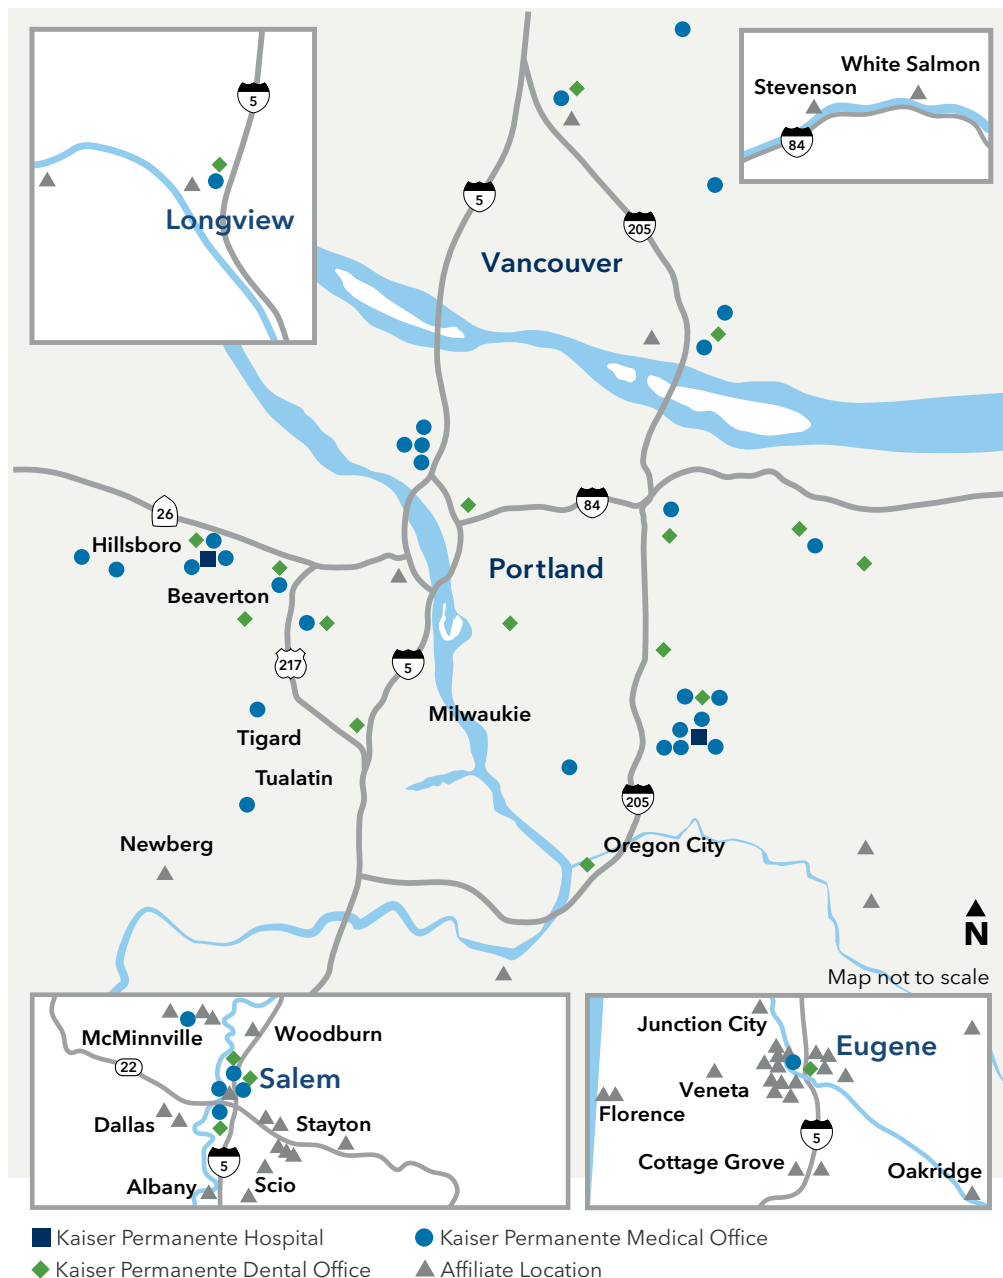 5
White Salmon
Stevenson
84
Longview
5
205
Vancouver
26
84
Hillsboro
Portland
Beaverton
217
5
Milwaukie
Tigard
Tualatin
205
Newberg
Oregon City
N
Map not to scale
McMinnville
Woodburn
22
Salem
Dallas
Stayton
5
Albany
Scio
Junction City
Eugene
Veneta
Florence
5
Cottage Grove
Oakridge
Kaiser Permanente Hospital
Kaiser Permanente Medical Office
Kaiser Permanente Dental Office
Affiliate Location